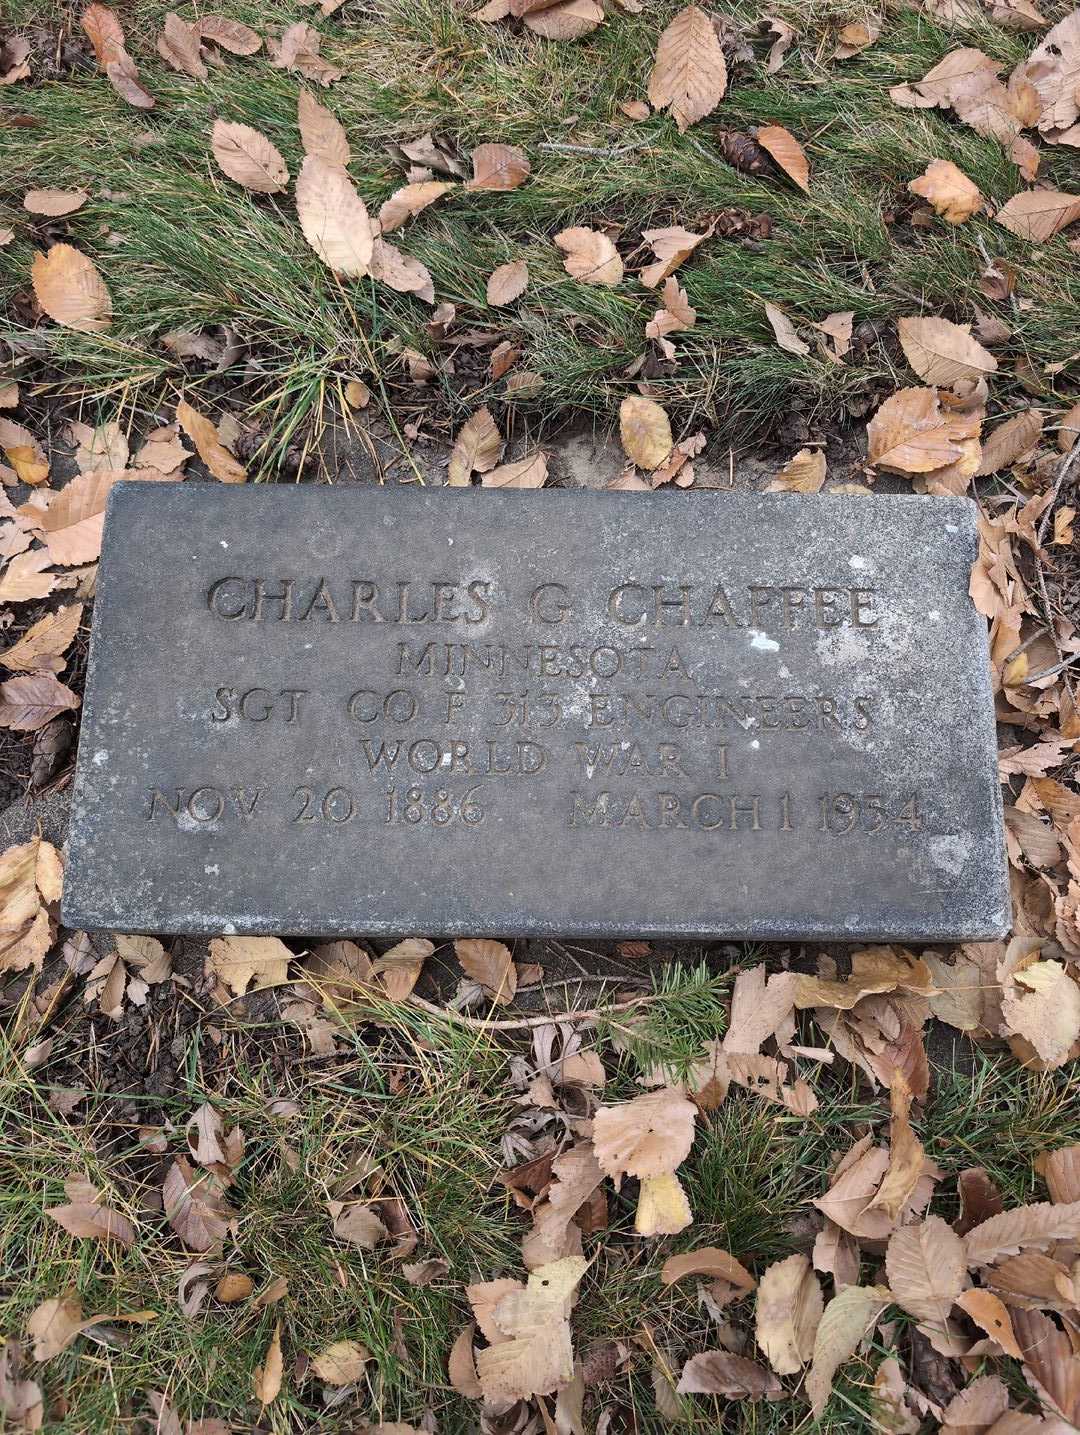 CHARLES G CHAFFEE
MINNESOTA
SGT CO F 313 ENGINEERS
WORLD WAR I
NOV 20 1886 MARCH 1 1954